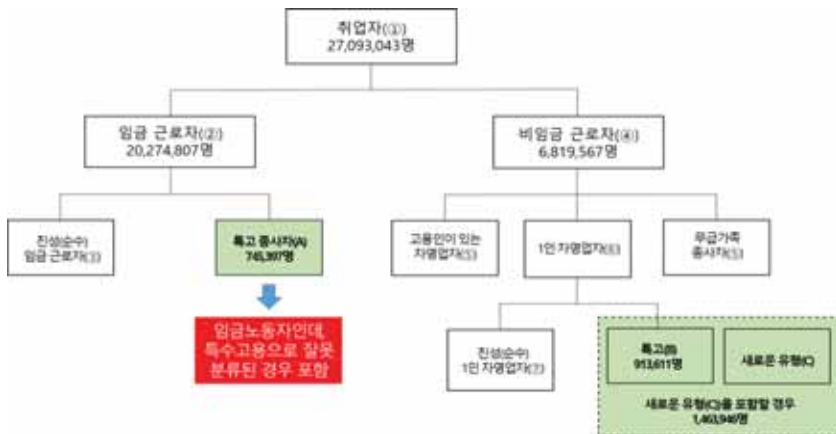 취업자(①)
27,093,043명
임금 근로자(②)
20,274,807명
비임금 근로자(④)
6,819,567명
진성(순수)
임금 근로자(3)
특고 종사자(A)
745,397명
고용인이 있는
자영업자(5)
1인 자영업자(6)
무급가족
종사자(5)
임금노동자인데,
특수고용으로 잘못
분류된 경우 포함
진성(순수)
1인 자영업자(7)
특고(B)
913,611명
새로운 유형(C)
새로운 유형(C)를 포함할 경우
1,463,946명